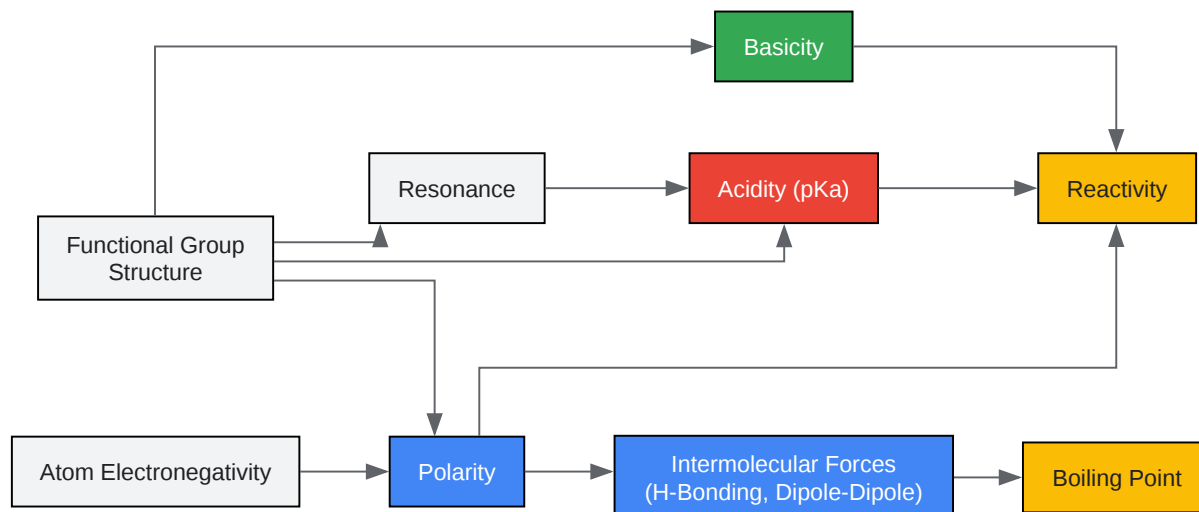 Basicity
Resonance
Acidity (pKa)
Reactivity
Functional Group
Structure
Atom Electronegativity
Polarity
Intermolecular Forces
(H-Bonding, Dipole-Dipole)
Boiling Point